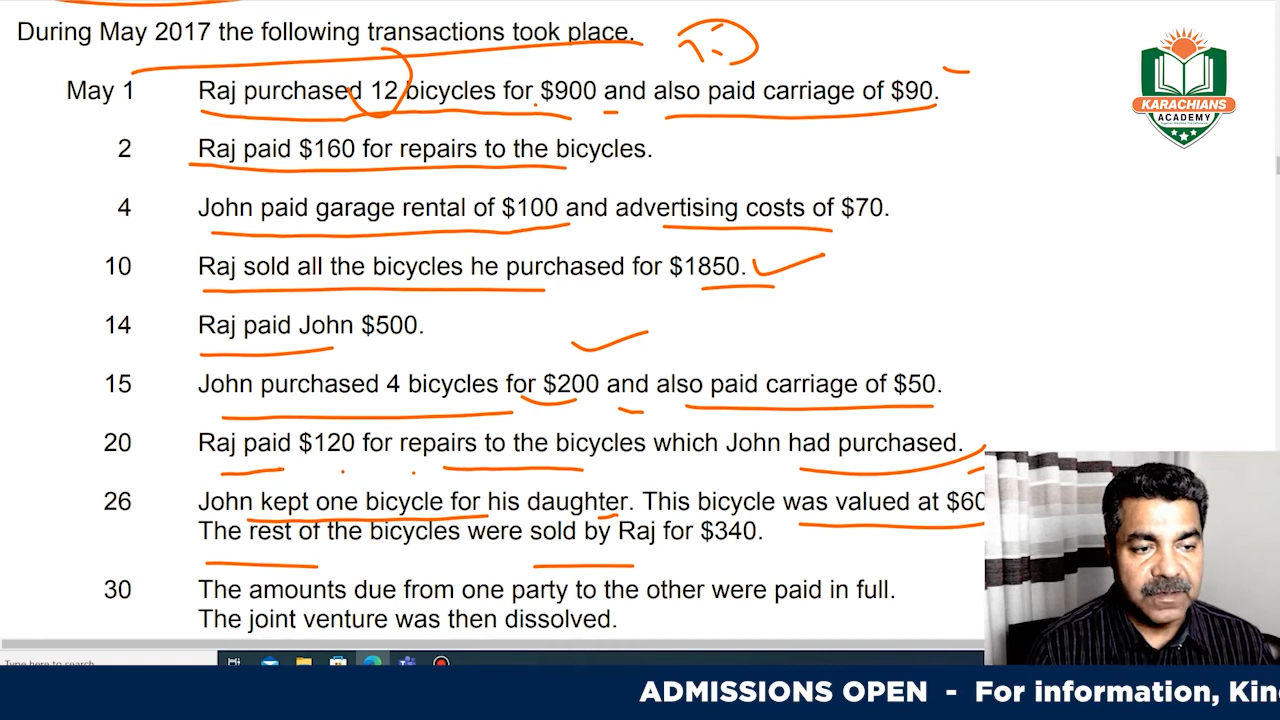 During May 2017 the following transactions took place.
May 1 Raj purchased 12 bicycles for $900 and also paid carriage of $90.
2 Raj paid $160 for repairs to the bicycles.
4 John paid garage rental of $100 and advertising costs of $70.
10 Raj sold all the bicycles he purchased for $1850.
14 Raj paid John $500.
15 John purchased 4 bicycles for $200 and also paid carriage of $50.
20 Raj paid $120 for repairs to the bicycles which John had purchased.
26 John kept one bicycle for his daughter. This bicycle was valued at $60
The rest of the bicycles were sold by Raj for $340.
30 The amounts due from one party to the other were paid in full.
The joint venture was then dissolved.
KARACHIANS
ACADEMY
Type here to search
ADMISSIONS OPEN - For information, Kin